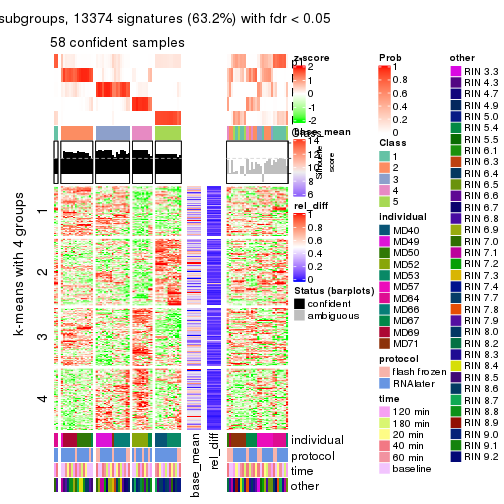 subgroups, 13374 signatures (63.2%) with fdr < 0.05
58 confident samples
k-means with 4 groups
1
2
3
4
base_mean
rel_diff
individual
protocol
time
other
z-score
2
1
0
-1
-2
base_mean
14
12
10
8
6
rel_diff
1
0.8
0.6
0.4
0.2
0
Status (barplots)
confident
ambiguous
Prob
1
0.8
0.6
0.4
0.2
0
Class
1
2
3
4
5
individual
MD40
MD49
MD50
MD52
MD53
MD57
MD64
MD66
MD67
MD69
MD71
protocol
flash frozen
RNAlater
time
120 min
180 min
20 min
40 min
60 min
baseline
other
RIN 3.3
RIN 4.3
RIN 4.7
RIN 4.9
RIN 5.0
RIN 5.4
RIN 5.5
RIN 6.1
RIN 6.3
RIN 6.4
RIN 6.5
RIN 6.6
RIN 6.7
RIN 6.8
RIN 6.9
RIN 7.0
RIN 7.1
RIN 7.2
RIN 7.3
RIN 7.4
RIN 7.7
RIN 7.8
RIN 7.9
RIN 8.0
RIN 8.2
RIN 8.3
RIN 8.4
RIN 8.5
RIN 8.6
RIN 8.7
RIN 8.8
RIN 8.9
RIN 9.0
RIN 9.1
RIN 9.2